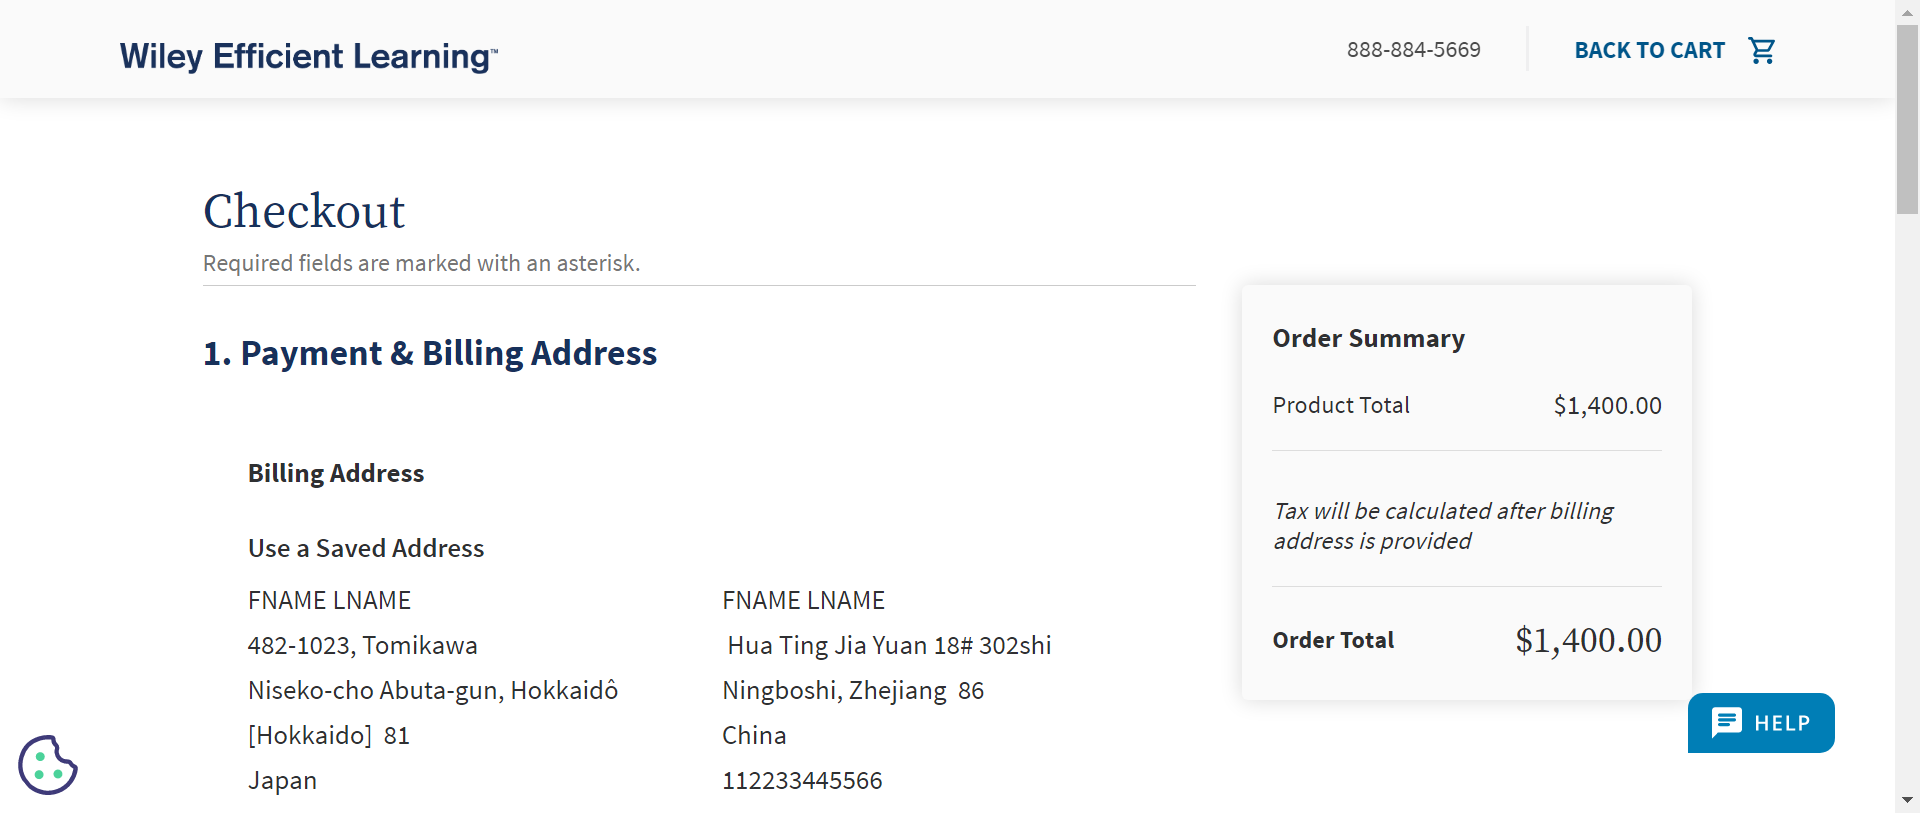 Wiley Efficient Learning™
888-884-5669
BACK TO CART
Checkout
Required fields are marked with an asterisk.
1. Payment & Billing Address
Billing Address
Use a Saved Address
FNAME LNAME
482-1023, Tomikawa
Niseko-cho Abuta-gun, Hokkaidô
[Hokkaido] 81
Japan
FNAME LNAME
Hua Ting Jia Yuan 18# 302shi
Ningboshi, Zhejiang 86
China
112233445566
Order Summary
Product Total $1,400.00
Tax will be calculated after billing
address is provided
Order Total $1,400.00
HELP